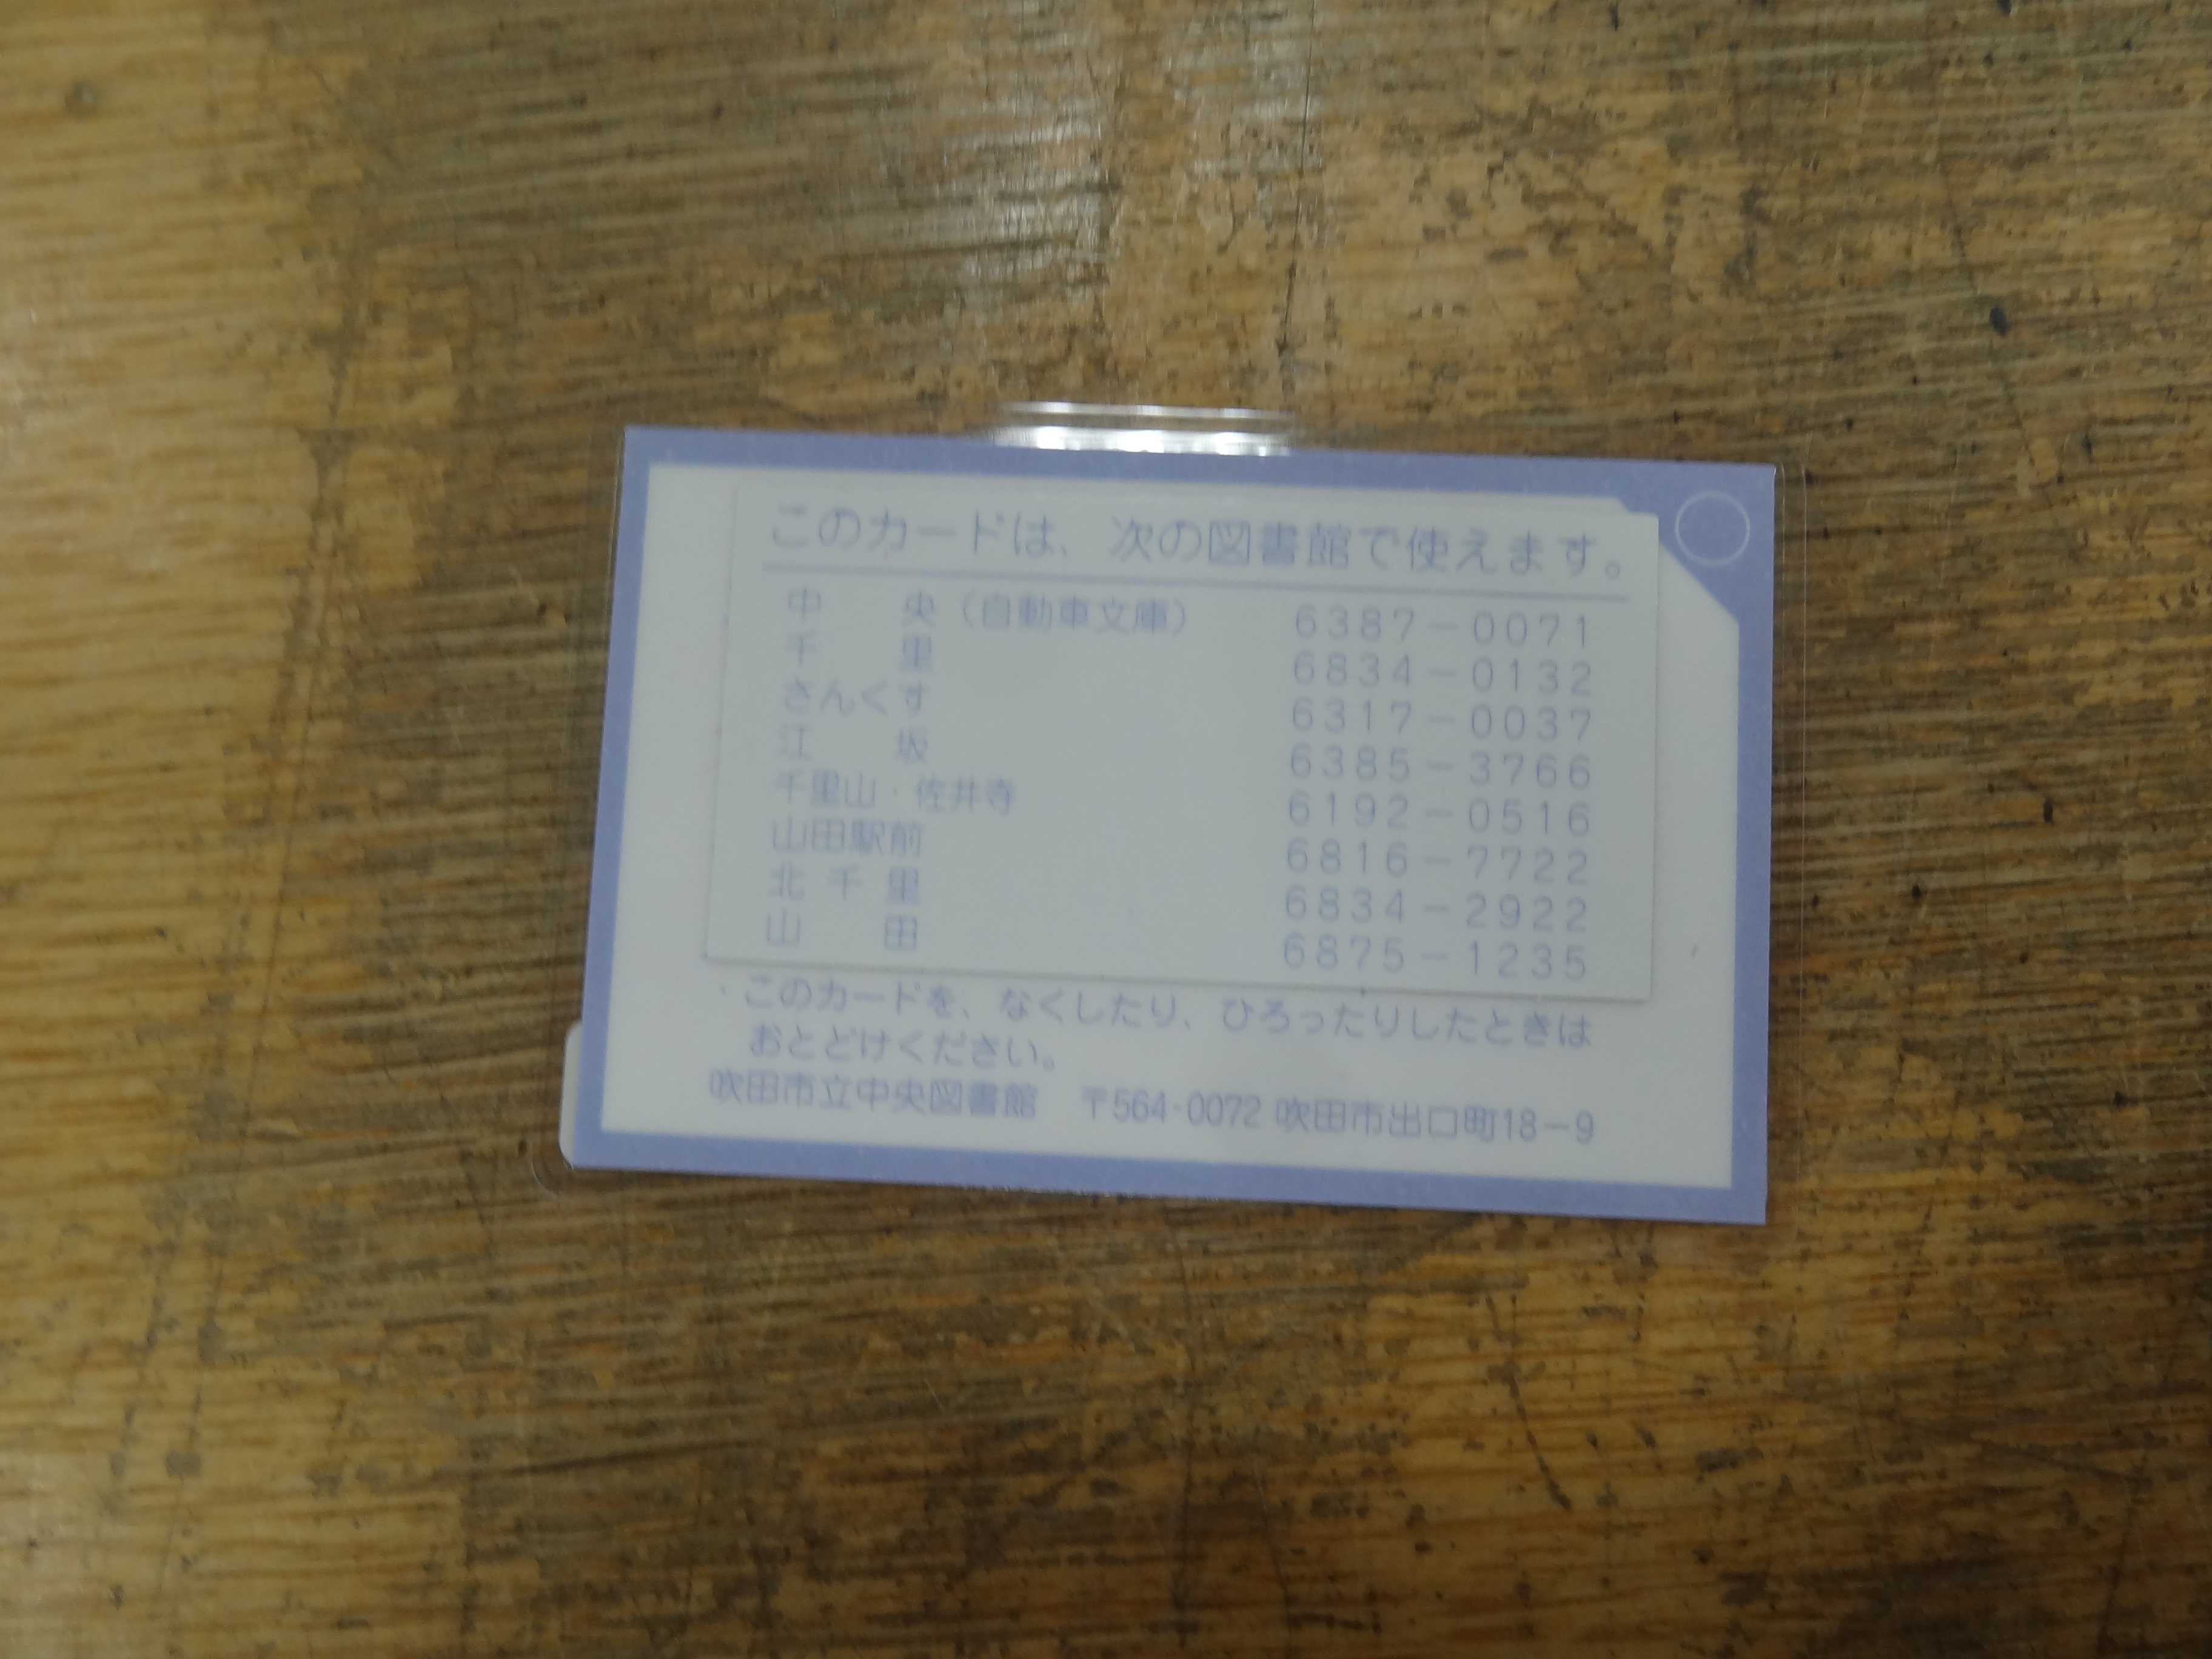 このカードは、次の図書館で使えます。
中　　央（自動車文庫）　6387－0071
千　　里　6834－0132
さんくす　6317－0037
江　　坂　6385－3766
千里山・佐井寺　6192－0516
山田駅前　6816－7722
北千里　6834－2922
山　　田　6875－1235
・このカードを、なくしたり、ひろったりしたときは
おとどけください。
吹田市立中央図書館　〒564-0072 吹田市出口町18－9